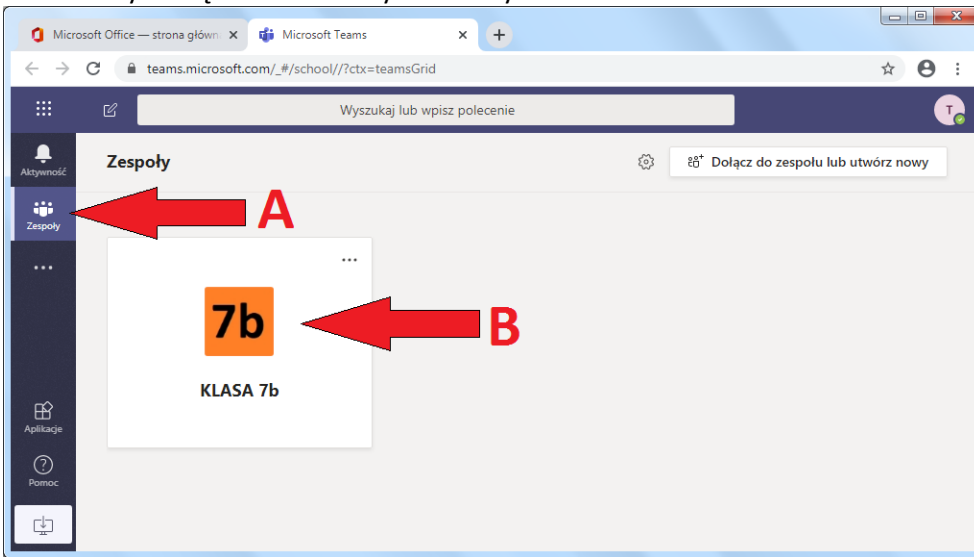 Microsoft Office — strona główn
Microsoft Teams
teams.microsoft.com/_#/school//?ctx=teamsGrid
Wyszukaj lub wpisz polecenie
T
Aktywność
Zespoły
Dołącz do zespołu lub utwórz nowy
Zespoły
A
7b
B
KLASA 7b
Aplikacje
Pomoc